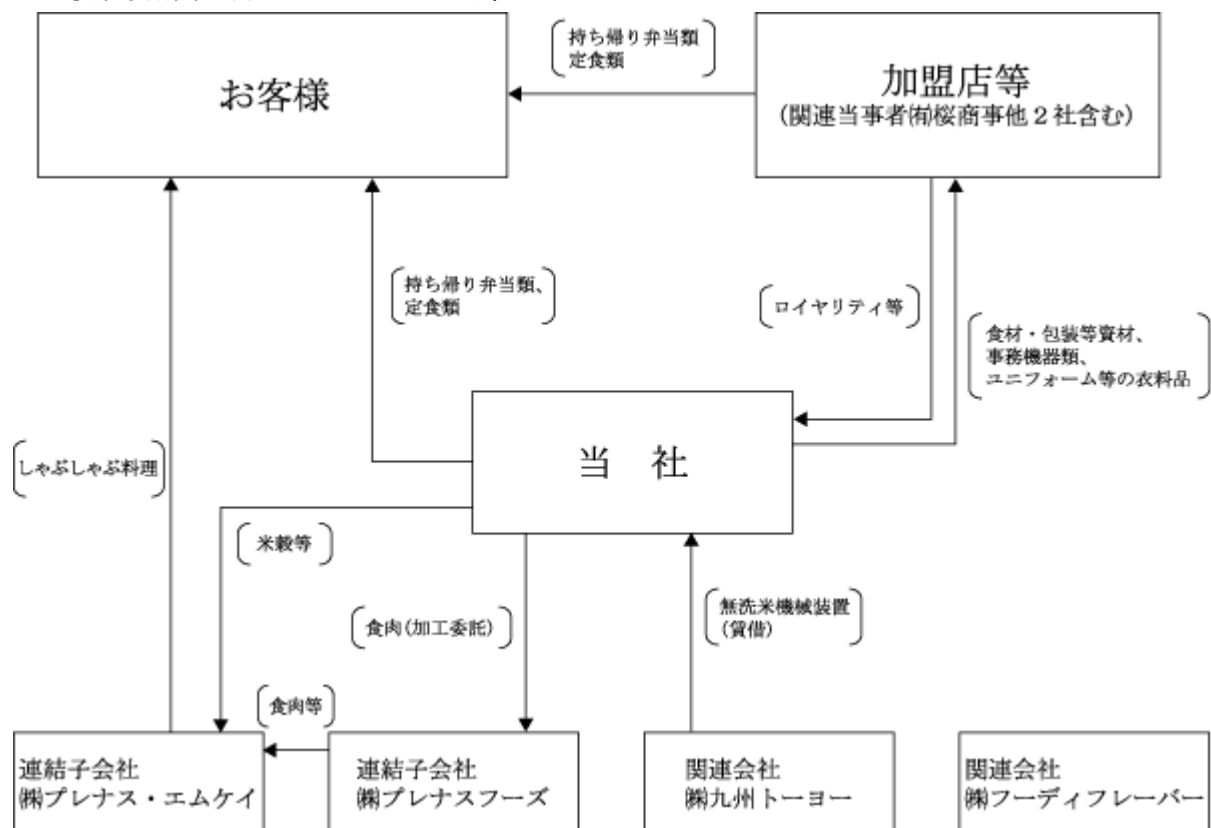 持ち帰り弁当類
定食類
お客様
加盟店等
(関連当事者㈲桜商事他2社含む)
持ち帰り弁当類、
定食類
ロイヤリティ等
食材・包装等資材、
事務機器類、
ユニフォーム等の衣料品
当 社
しゃぶしゃぶ料理
米穀等
食肉(加工委託)
無洗米機械装置
(賃借)
食肉等
連結子会社
㈱プレナス・エムケイ
連結子会社
㈱プレナスフーズ
関連会社
㈱九州トーヨー
関連会社
㈱フーディフレーバー